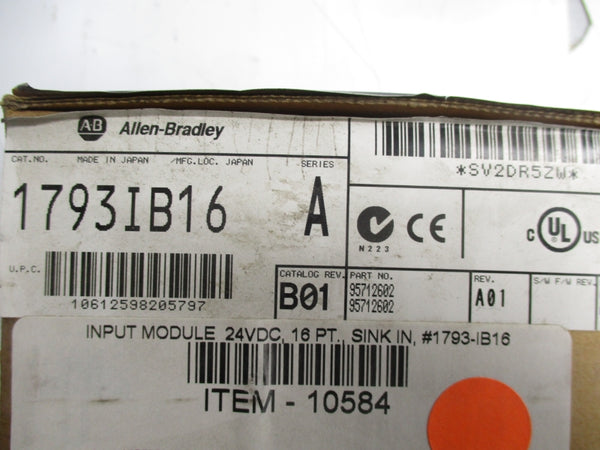 AB Allen-Bradley
*SV2DR5ZW*
CAT.NO. MADE IN JAPAN /MFG.LOC. JAPAN SERIES
1793IB16 A
N223 CE
c UL US
U.P.C.
10612598205797
CATALOG REV. PART NO. REV. S/W F/W REV.
B01 95712602 A01
95712602
INPUT MODULE 24VDC, 16 PT., SINK IN, #1793-IB16
ITEM - 10584